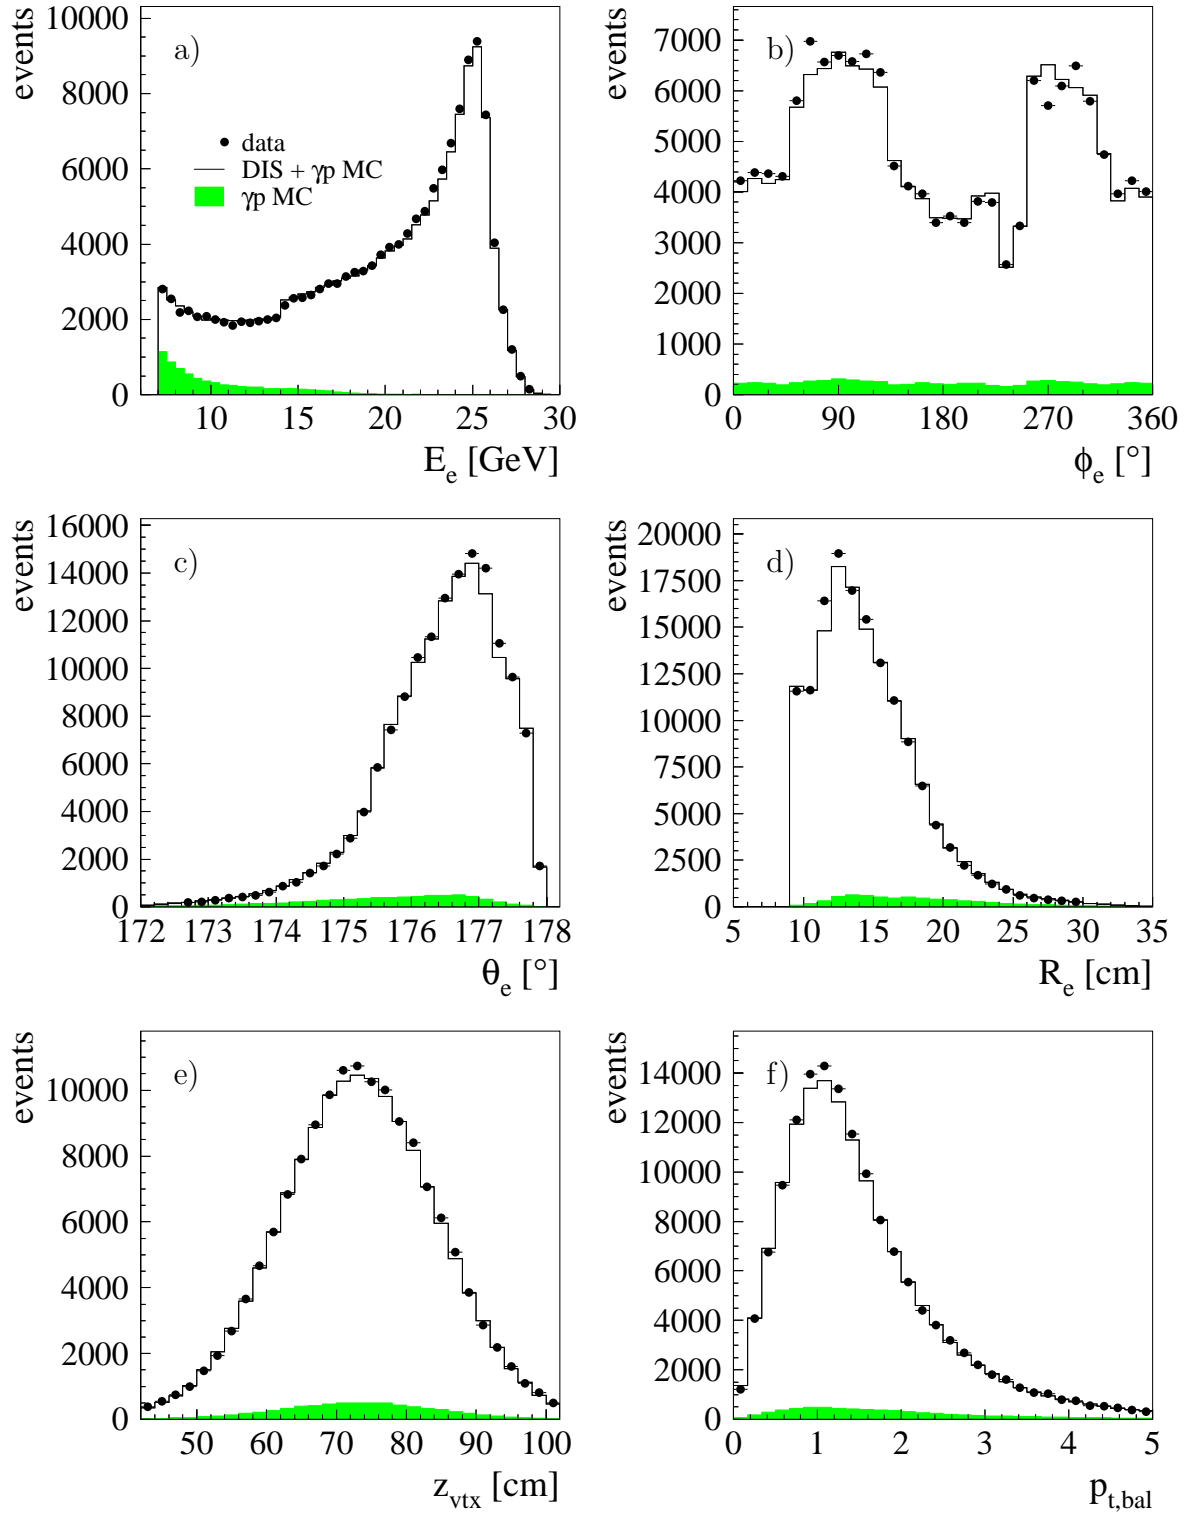 events
a)
10000
8000
6000
4000
2000
0
data
DIS + γp MC
γp MC
10 15 20 25 30
E_e [GeV]
events
b)
7000
6000
5000
4000
3000
2000
1000
0
0 90 180 270 360
ϕ_e [°]
events
c)
16000
14000
12000
10000
8000
6000
4000
2000
0
172 173 174 175 176 177 178
θ_e [°]
events
d)
20000
17500
15000
12500
10000
7500
5000
2500
0
5 10 15 20 25 30 35
R_e [cm]
events
e)
10000
8000
6000
4000
2000
0
50 60 70 80 90 100
z_vtx [cm]
events
f)
14000
12000
10000
8000
6000
4000
2000
0
0 1 2 3 4 5
p_t,bal